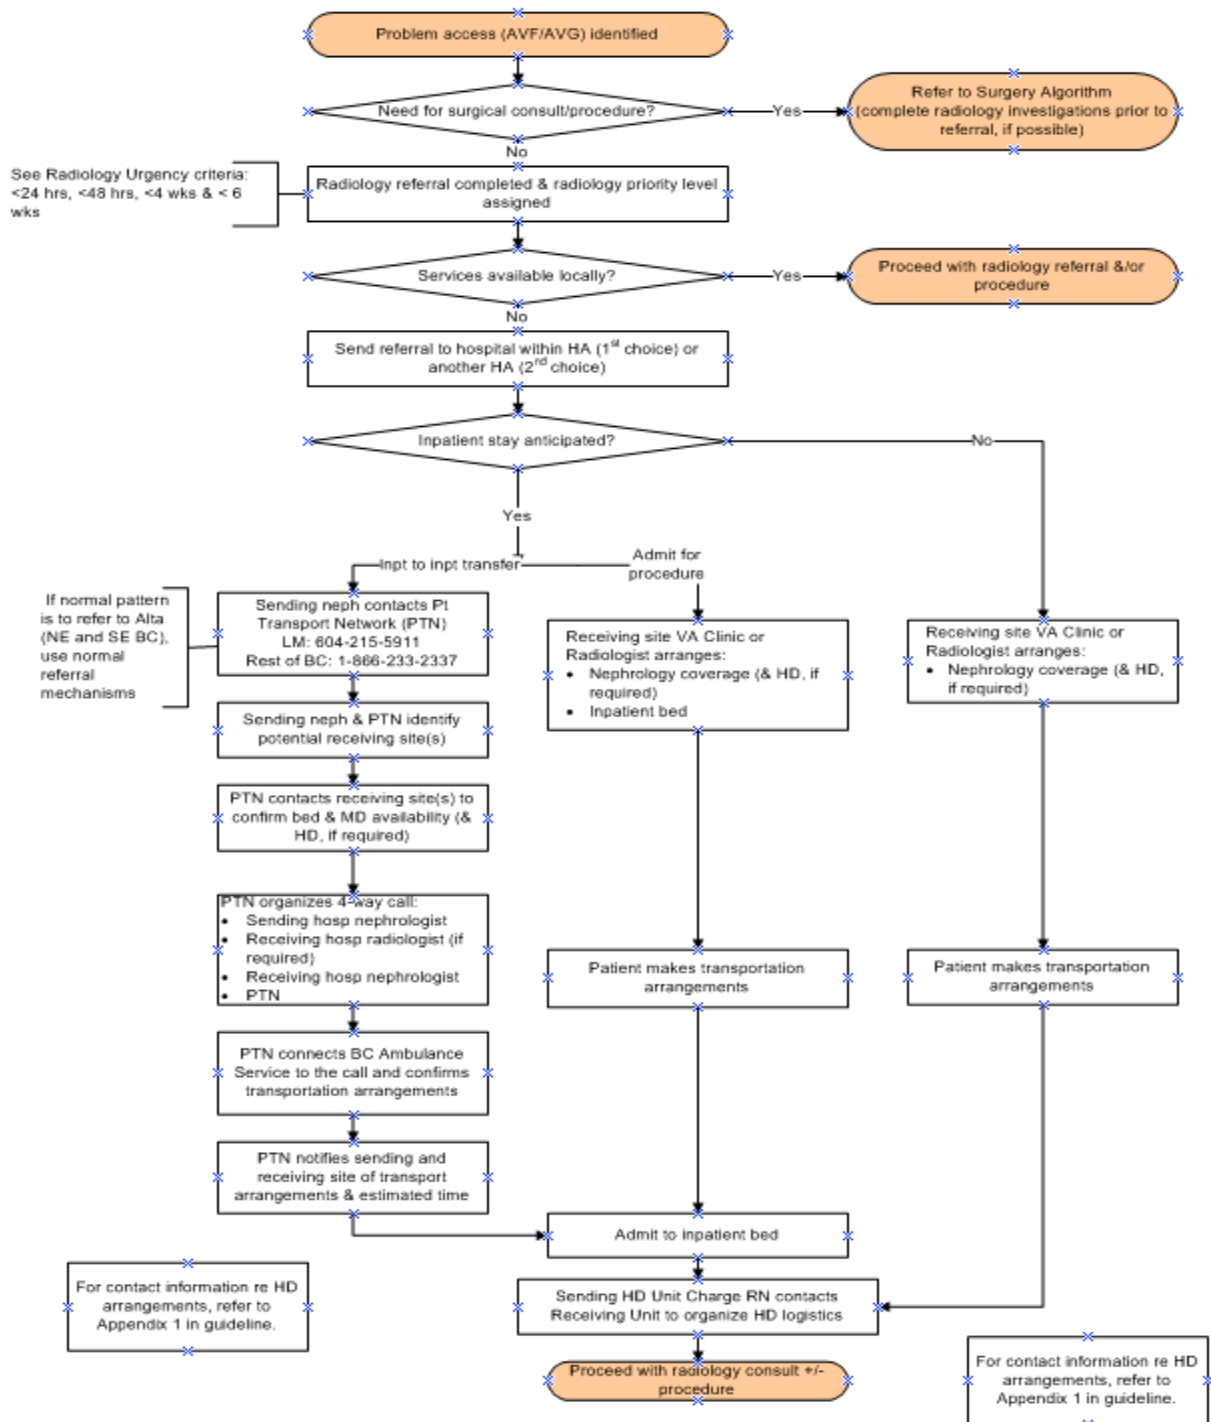 Problem access (AVF/AVG) identified
Need for surgical consult/procedure?
Yes
Refer to Surgery Algorithm
(complete radiology investigations prior to
referral, if possible)
No
See Radiology Urgency criteria:
<24 hrs, <48 hrs, <4 wks & < 6
wks
Radiology referral completed & radiology priority level
assigned
Services available locally?
Yes
Proceed with radiology referral &/or
procedure
No
Send referral to hospital within HA (1st choice) or
another HA (2nd choice)
Inpatient stay anticipated?
No
Yes
Inpt to inpt transfer
Admit for
procedure
If normal pattern
is to refer to Alta
(NE and SE BC),
use normal
referral
mechanisms
Sending neph contacts Pt
Transport Network (PTN)
LM: 604-215-5911
Rest of BC: 1-866-233-2337
Receiving site VA Clinic or
Radiologist arranges:
• Nephrology coverage (& HD, if
required)
• Inpatient bed
Receiving site VA Clinic or
Radiologist arranges:
• Nephrology coverage (& HD,
if required)
Sending neph & PTN identify
potential receiving site(s)
PTN contacts receiving site(s) to
confirm bed & MD availability (&
HD, if required)
PTN organizes 4-way call:
• Sending hosp nephrologist
• Receiving hosp radiologist (if
required)
• Receiving hosp nephrologist
• PTN
Patient makes transportation
arrangements
Patient makes transportation
arrangements
PTN connects BC Ambulance
Service to the call and confirms
transportation arrangements
PTN notifies sending and
receiving site of transport
arrangements & estimated time
Admit to inpatient bed
For contact information re HD
arrangements, refer to
Appendix 1 in guideline.
Sending HD Unit Charge RN contacts
Receiving Unit to organize HD logistics
Proceed with radiology consult +/-
procedure
For contact information re HD
arrangements, refer to
Appendix 1 in guideline.